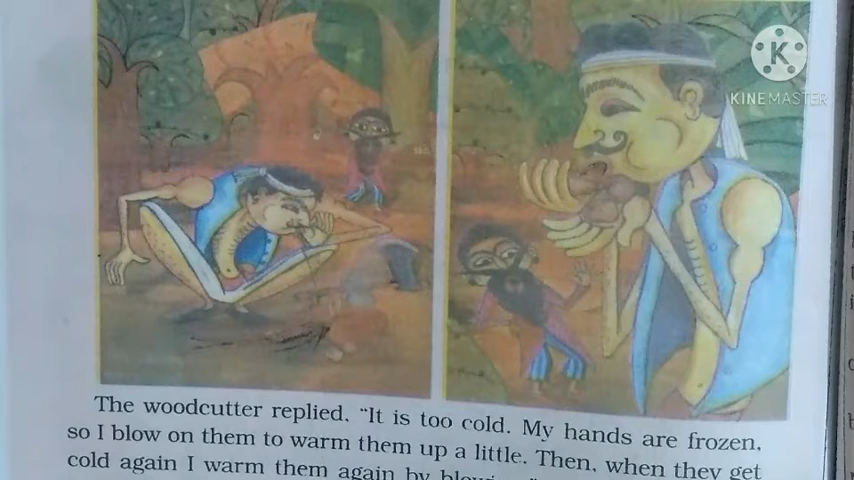 K
KINEMASTER
The woodcutter replied, "It is too cold. My hands are frozen,
so I blow on them to warm them up a little. Then, when they get
cold again I warm them again by